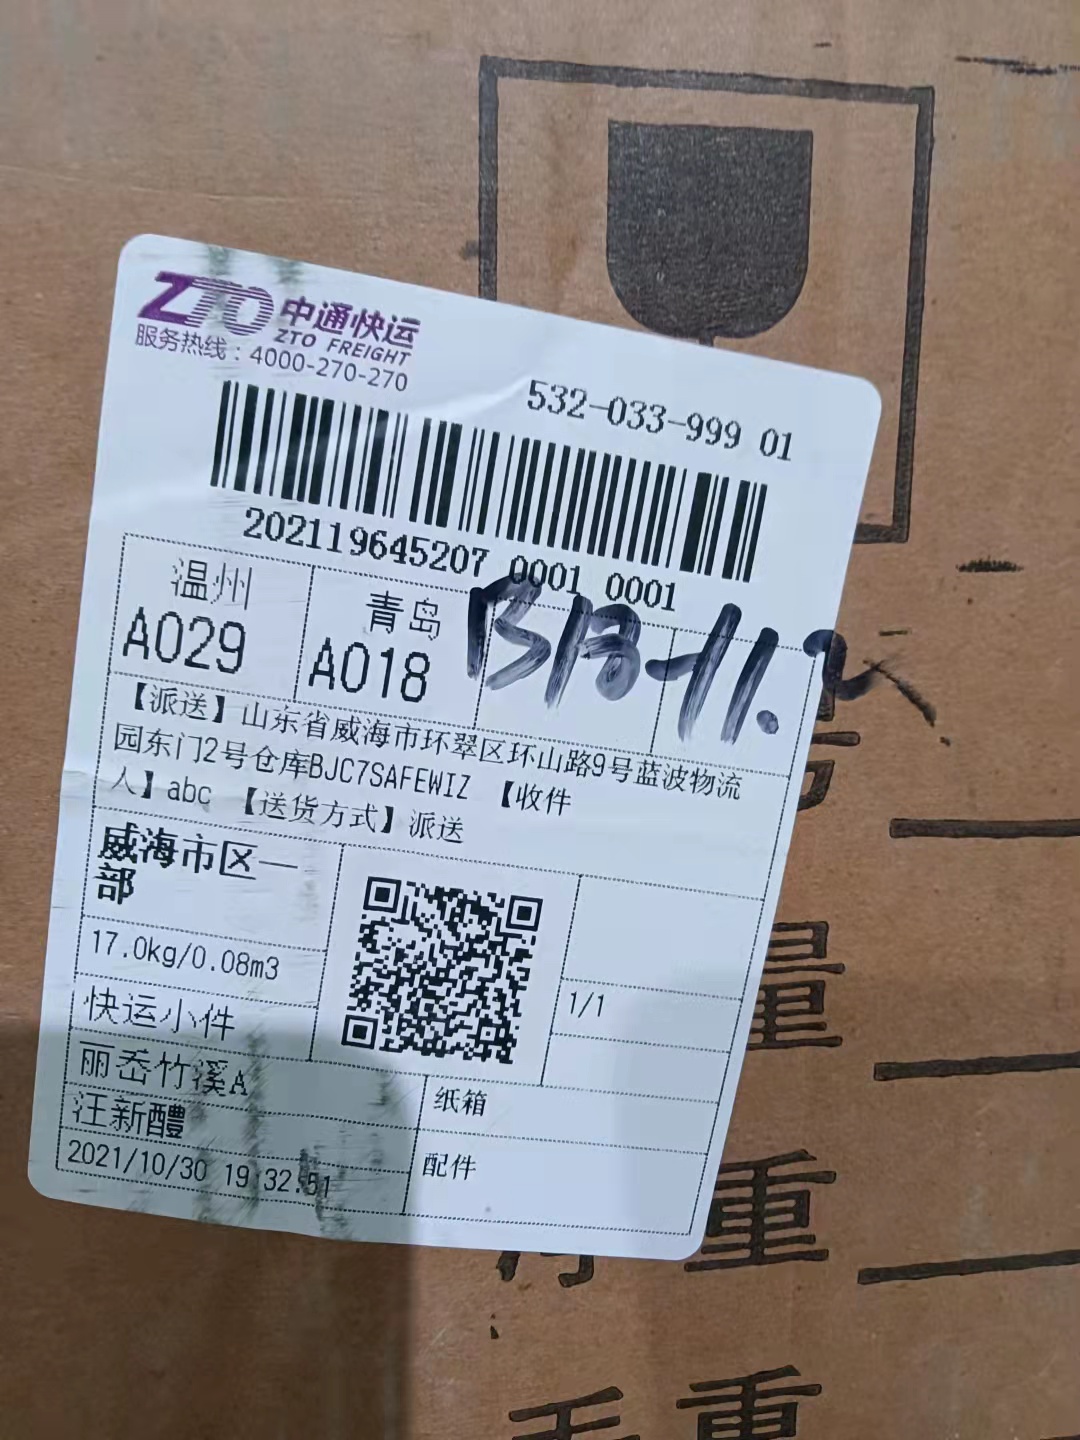 ZTO 中通快运
ZTO FREIGHT
服务热线：4000-270-270
532-033-999 01
202119645207 0001 0001
温州
A029
青岛
A018
【派送】山东省威海市环翠区环山路9号蓝波物流
园东门2号仓库BJC7SAFEWIZ 【收件
人】abc 【送货方式】派送
威海市区一
部
17.0kg/0.08m3
快运小件
1/1
丽岙竹溪A
汪新醴
2021/10/30 19:32:51
纸箱
配件
量
净重
毛重